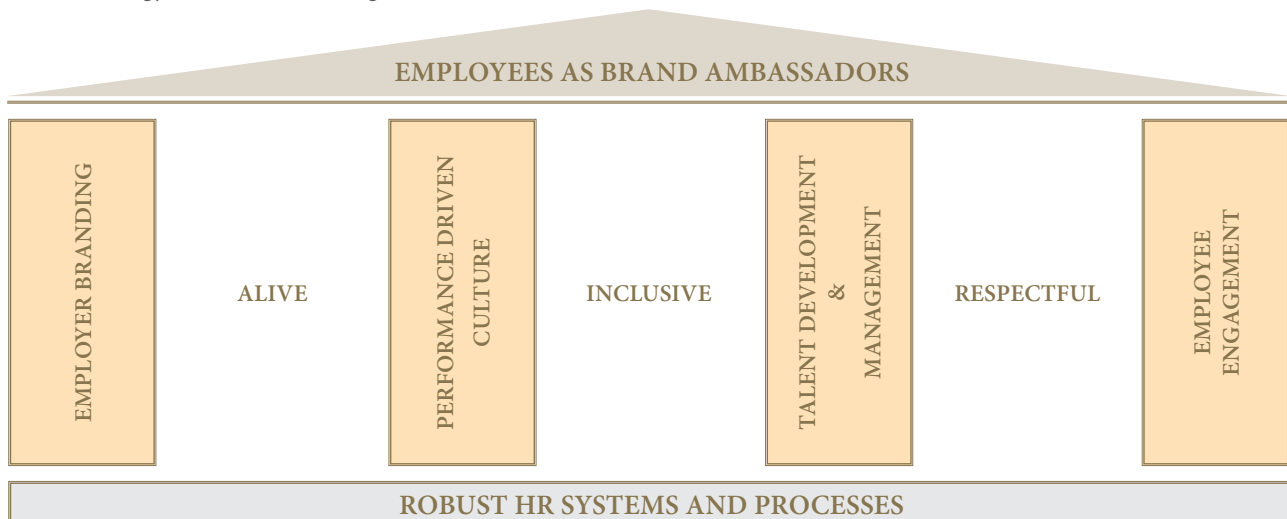 EMPLOYEES AS BRAND AMBASSADORS
EMPLOYER BRANDING
ALIVE
PERFORMANCE DRIVEN
CULTURE
INCLUSIVE
TALENT DEVELOPMENT
&
MANAGEMENT
RESPECTFUL
EMPLOYEE
ENGAGEMENT
ROBUST HR SYSTEMS AND PROCESSES